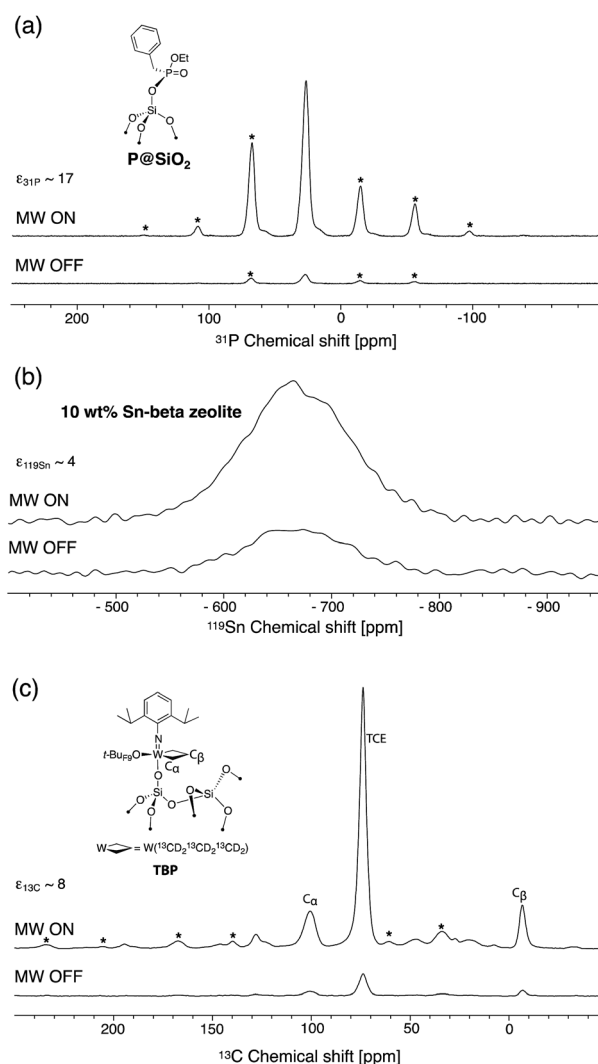 (a)
OEt
P=O
O
Si
O O O
P@SiO₂
ε31P ~ 17
* * * * * *
MW ON
MW OFF
* * *
200 100 0 -100
³¹P Chemical shift [ppm]
(b)
10 wt% Sn-beta zeolite
ε119Sn ~ 4
MW ON
MW OFF
- 500 - 600 - 700 - 800 - 900
¹¹⁹Sn Chemical shift [ppm]
(c)
N
t-BuF9O W Cβ
Cα
O O
Si O Si
O O O O
O
W = W(¹³CD₂¹³CD₂¹³CD₂)
TBP
TCE
ε13C ~ 8
Cα Cβ
MW ON
* * * * * *
MW OFF
200 150 100 50 0
¹³C Chemical shift [ppm]